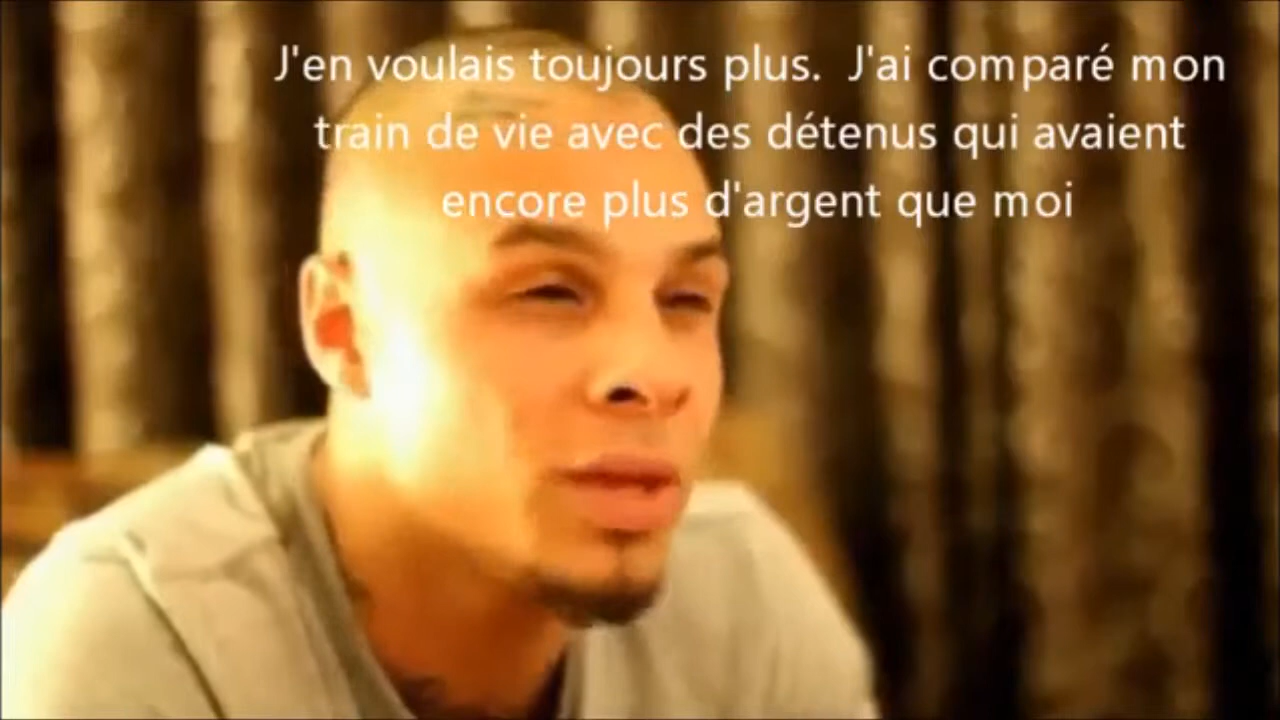 J'en voulais toujours plus. J'ai comparé mon
train de vie avec des détenus qui avaient
encore plus d'argent que moi